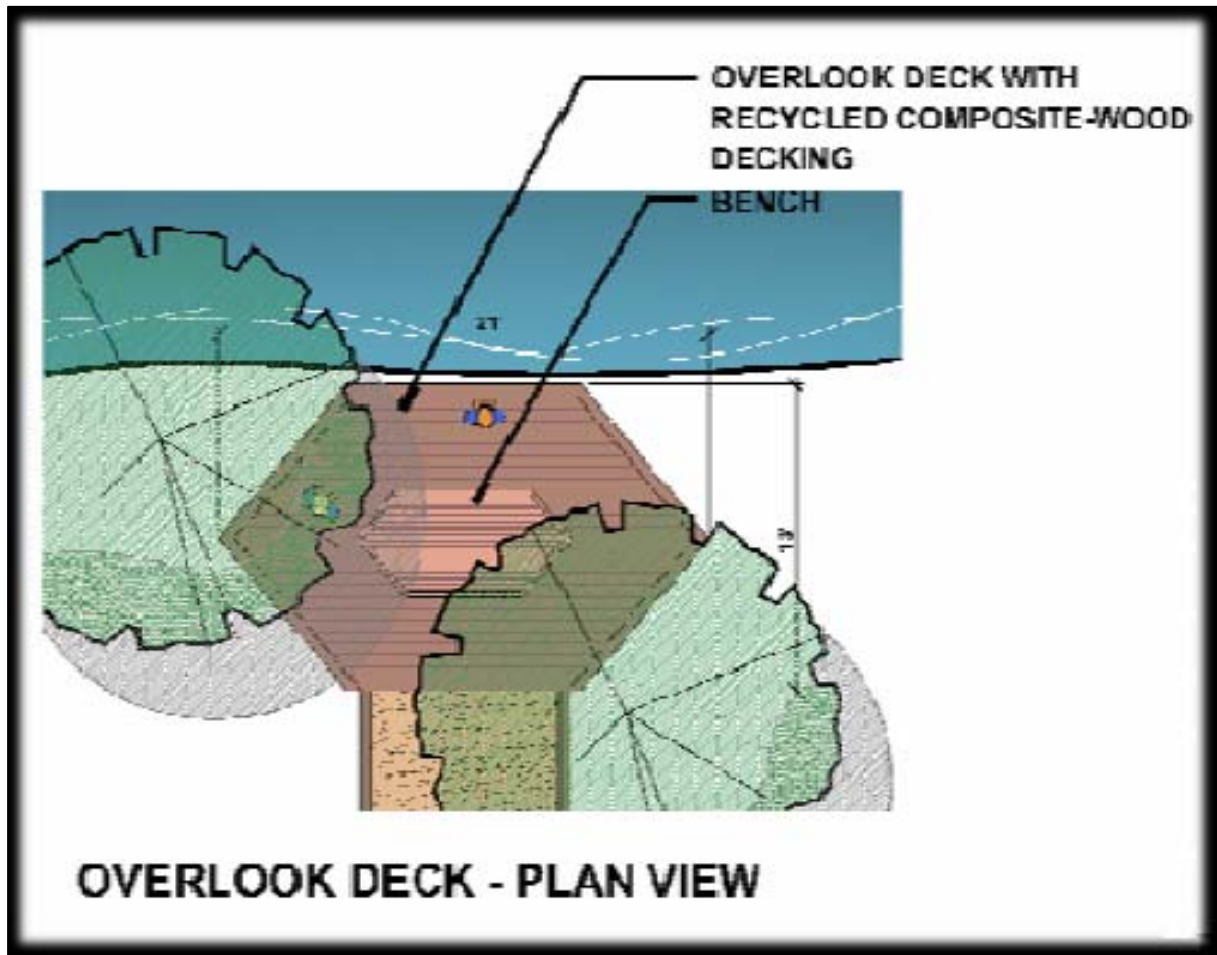 OVERLOOK DECK WITH
RECYCLED COMPOSITE-WOOD
DECKING
BENCH
OVERLOOK DECK - PLAN VIEW